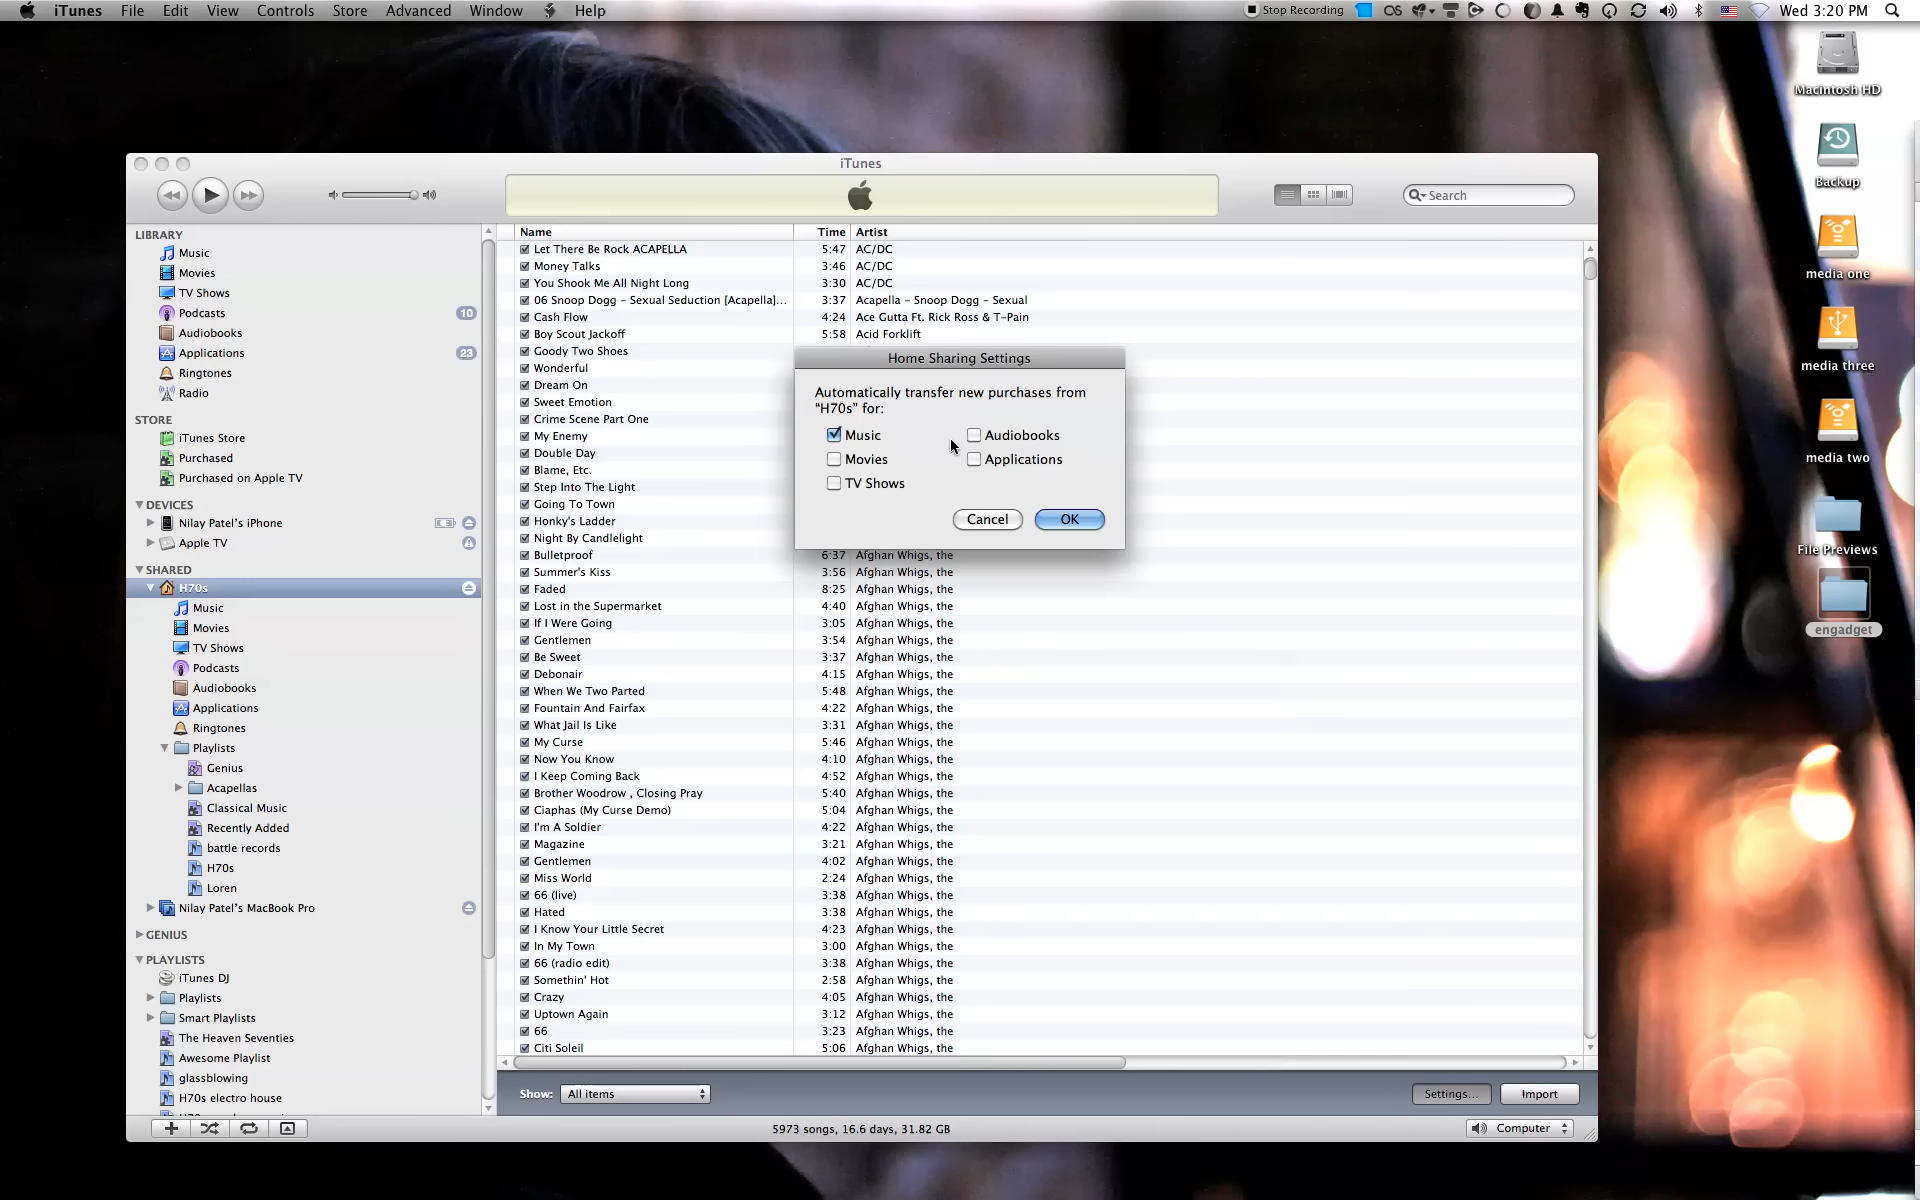 iTunes File Edit View Controls Store Advanced Window Help Stop Recording OS Wed 3:20 PM
Macintosh HD
Backup
media one
media three
media two
File Previews
engadget
iTunes
Search
LIBRARY
Music
Movies
TV Shows
Podcasts 10
Audiobooks
Applications 23
Ringtones
Radio
STORE
iTunes Store
Purchased
Purchased on Apple TV
DEVICES
Nilay Patel's iPhone
Apple TV
SHARED
H70s
Music
Movies
TV Shows
Podcasts
Audiobooks
Applications
Ringtones
Playlists
Genius
Acapellas
Classical Music
Recently Added
battle records
H70s
Loren
Nilay Patel's MacBook Pro
GENIUS
PLAYLISTS
iTunes DJ
Playlists
Smart Playlists
The Heaven Seventies
Awesome Playlist
glassblowing
H70s electro house
Name Time Artist
Let There Be Rock ACAPELLA 5:47 AC/DC
Money Talks 3:46 AC/DC
You Shook Me All Night Long 3:30 AC/DC
06 Snoop Dogg - Sexual Seduction [Acapella]... 3:37 Acapella - Snoop Dogg - Sexual
Cash Flow 4:24 Ace Gutta Ft. Rick Ross & T-Pain
Boy Scout Jackoff 5:58 Acid Forklift
Goody Two Shoes
Wonderful
Dream On
Sweet Emotion
Crime Scene Part One
My Enemy
Double Day
Blame, Etc.
Step Into The Light
Going To Town
Honky's Ladder
Night By Candlelight
Bulletproof 6:37 Afghan Whigs, the
Summer's Kiss 3:56 Afghan Whigs, the
Faded 8:25 Afghan Whigs, the
Lost in the Supermarket 4:40 Afghan Whigs, the
If I Were Going 3:05 Afghan Whigs, the
Gentlemen 3:54 Afghan Whigs, the
Be Sweet 3:37 Afghan Whigs, the
Debonair 4:15 Afghan Whigs, the
When We Two Parted 5:48 Afghan Whigs, the
Fountain And Fairfax 4:22 Afghan Whigs, the
What Jail Is Like 3:31 Afghan Whigs, the
My Curse 5:46 Afghan Whigs, the
Now You Know 4:10 Afghan Whigs, the
I Keep Coming Back 4:52 Afghan Whigs, the
Brother Woodrow , Closing Pray 5:40 Afghan Whigs, the
Ciaphas (My Curse Demo) 5:04 Afghan Whigs, the
I'm A Soldier 4:22 Afghan Whigs, the
Magazine 3:21 Afghan Whigs, the
Gentlemen 4:02 Afghan Whigs, the
Miss World 2:24 Afghan Whigs, the
66 (live) 3:38 Afghan Whigs, the
Hated 3:38 Afghan Whigs, the
I Know Your Little Secret 4:23 Afghan Whigs, the
In My Town 3:00 Afghan Whigs, the
66 (radio edit) 3:38 Afghan Whigs, the
Somethin' Hot 2:58 Afghan Whigs, the
Crazy 4:05 Afghan Whigs, the
Uptown Again 3:12 Afghan Whigs, the
66 3:23 Afghan Whigs, the
Citi Soleil 5:06 Afghan Whigs, the
Home Sharing Settings
Automatically transfer new purchases from
"H70s" for:
Music Audiobooks
Movies Applications
TV Shows
Cancel OK
Show: All items Settings... Import
5973 songs, 16.6 days, 31.82 GB
Computer